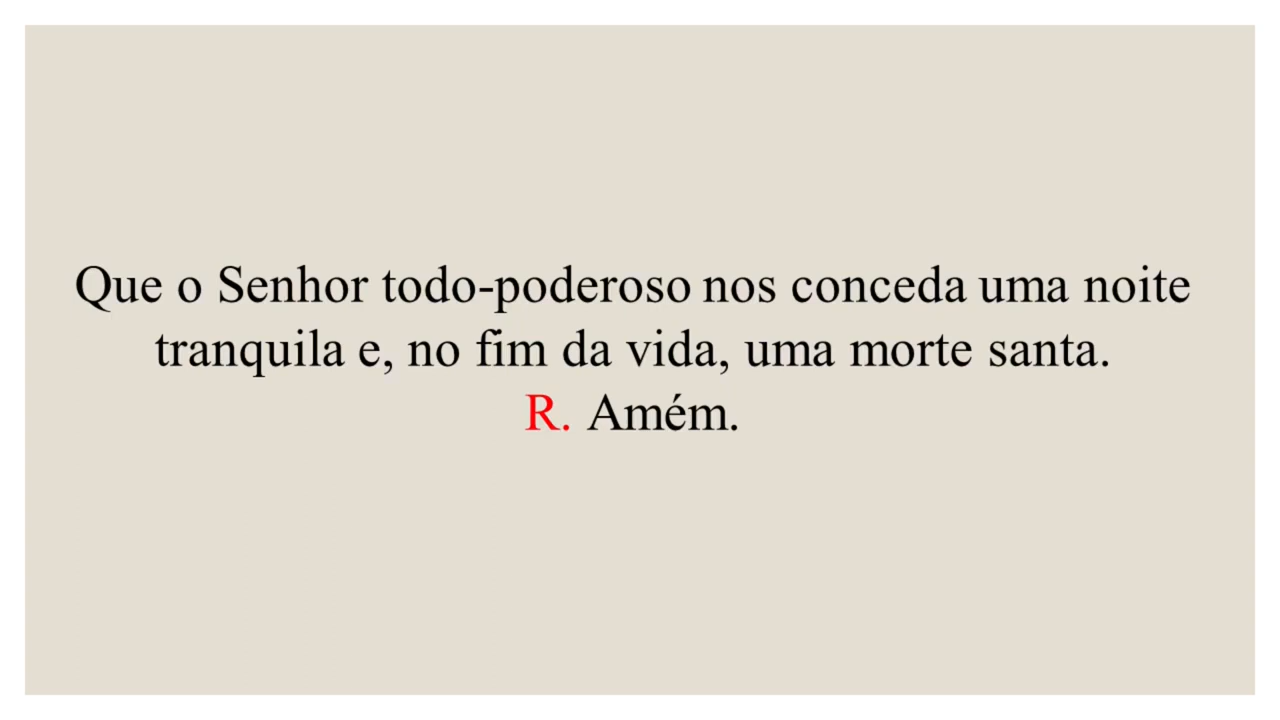 Que o Senhor todo-poderoso nos conceda uma noite
tranquila e, no fim da vida, uma morte santa.
R. Amém.